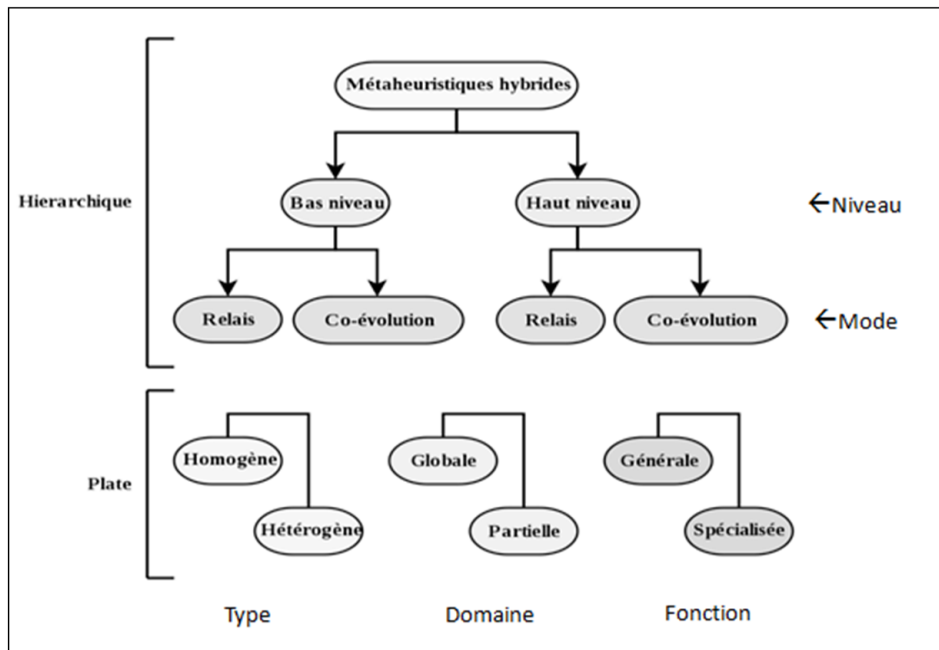 Métaheuristiques hybrides
Hierarchique
Bas niveau
Haut niveau
←Niveau
Relais
Co-évolution
Relais
Co-évolution
←Mode
Plate
Homogène
Globale
Générale
Hétérogène
Partielle
Spécialisée
Type
Domaine
Fonction